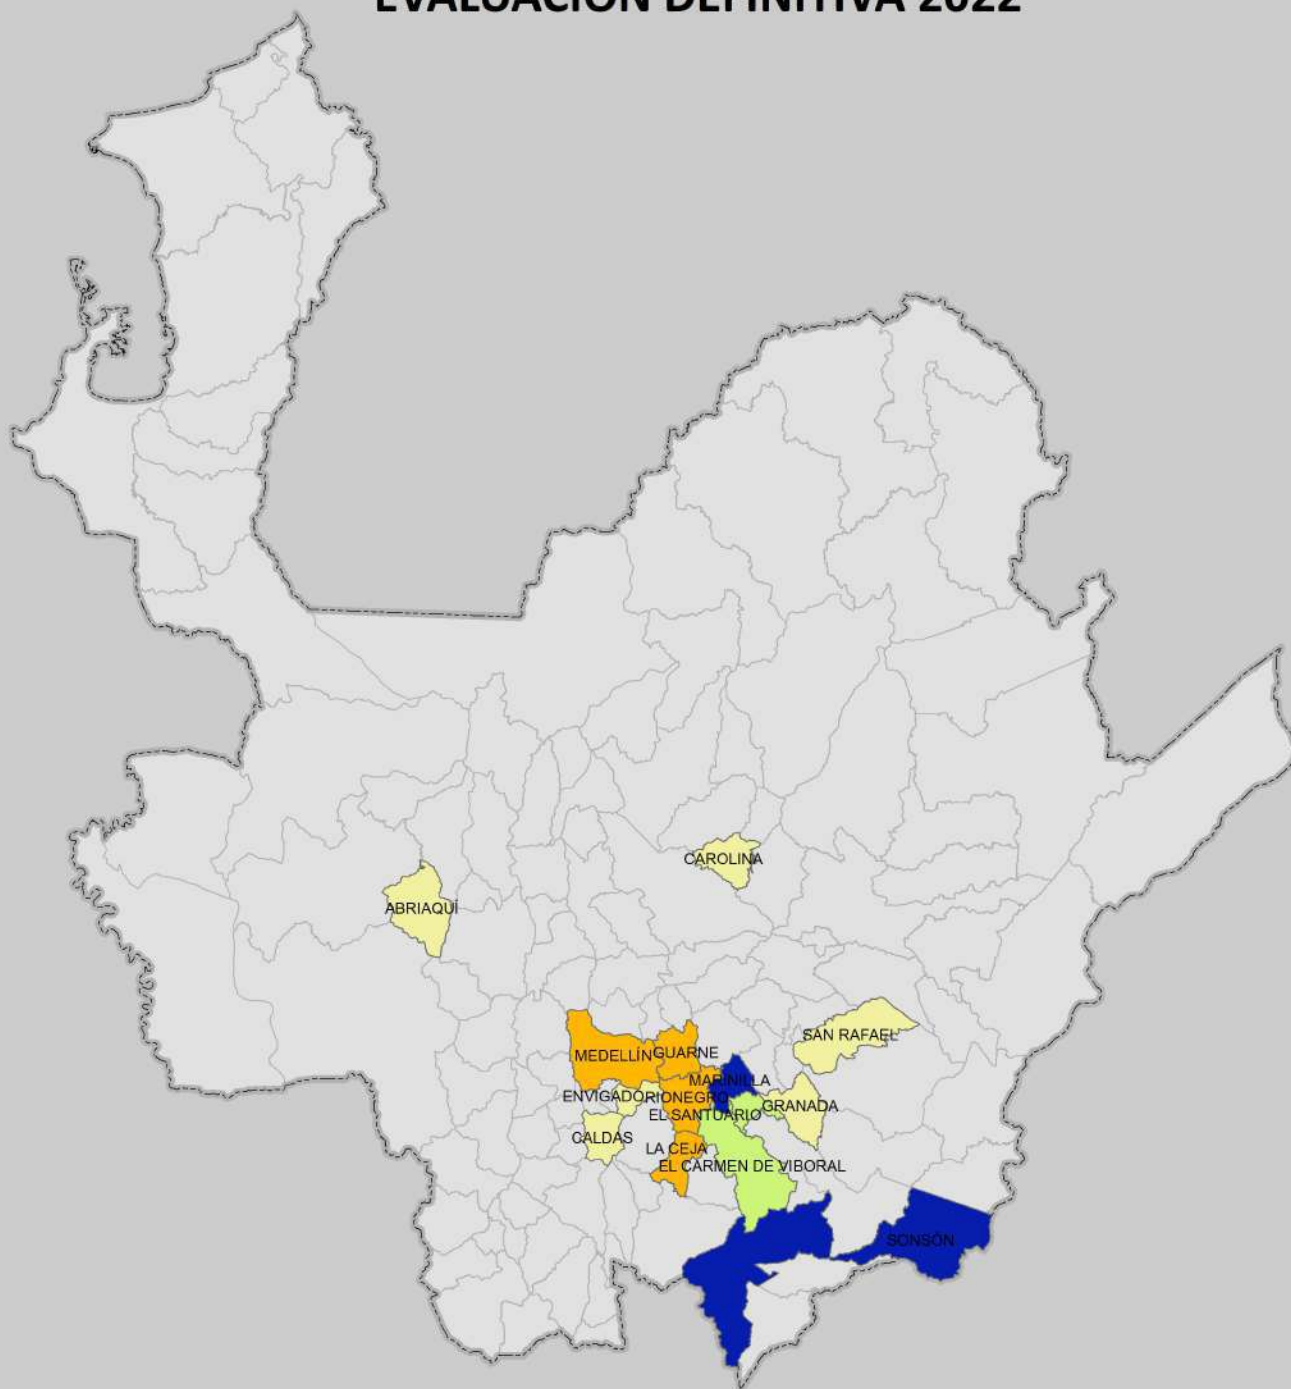 EVALUACIÓN DEFINITIVA 2022
CAROLINA
ABRIAQUÍ
SAN RAFAEL
MEDELLÍN
GUARNE
MARINILLA
ENVIGADO
RIONEGRO
GRANADA
EL SANTUARIO
CALDAS
LA CEJA
EL CARMEN DE VIBORAL
SONSÓN